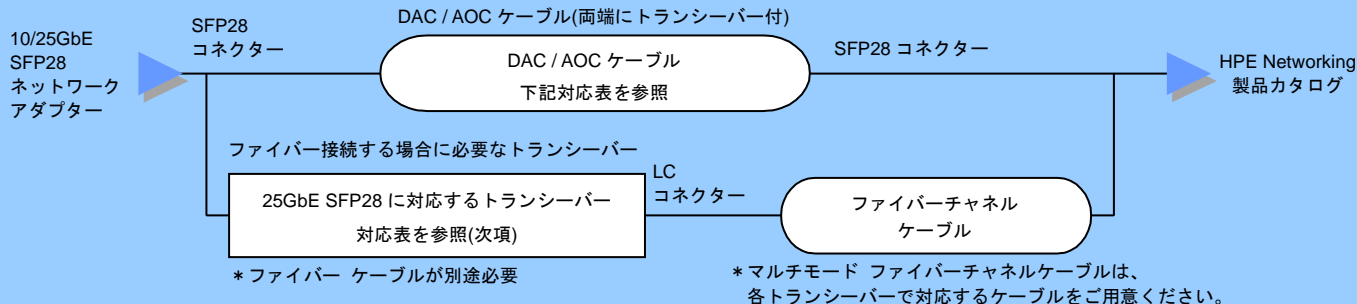 10/25GbE
SFP28
ネットワーク
アダプター
SFP28
コネクター
DAC / AOC ケーブル(両端にトランシーバー付)
DAC / AOC ケーブル
下記対応表を参照
SFP28 コネクター
HPE Networking
製品カタログ
ファイバー接続する場合に必要なトランシーバー
25GbE SFP28 に対応するトランシーバー
対応表を参照(次項)
LC
コネクター
ファイバーチャネル
ケーブル
*ファイバー ケーブルが別途必要
*マルチモード ファイバーチャネルケーブルは、
各トランシーバーで対応するケーブルをご用意ください。